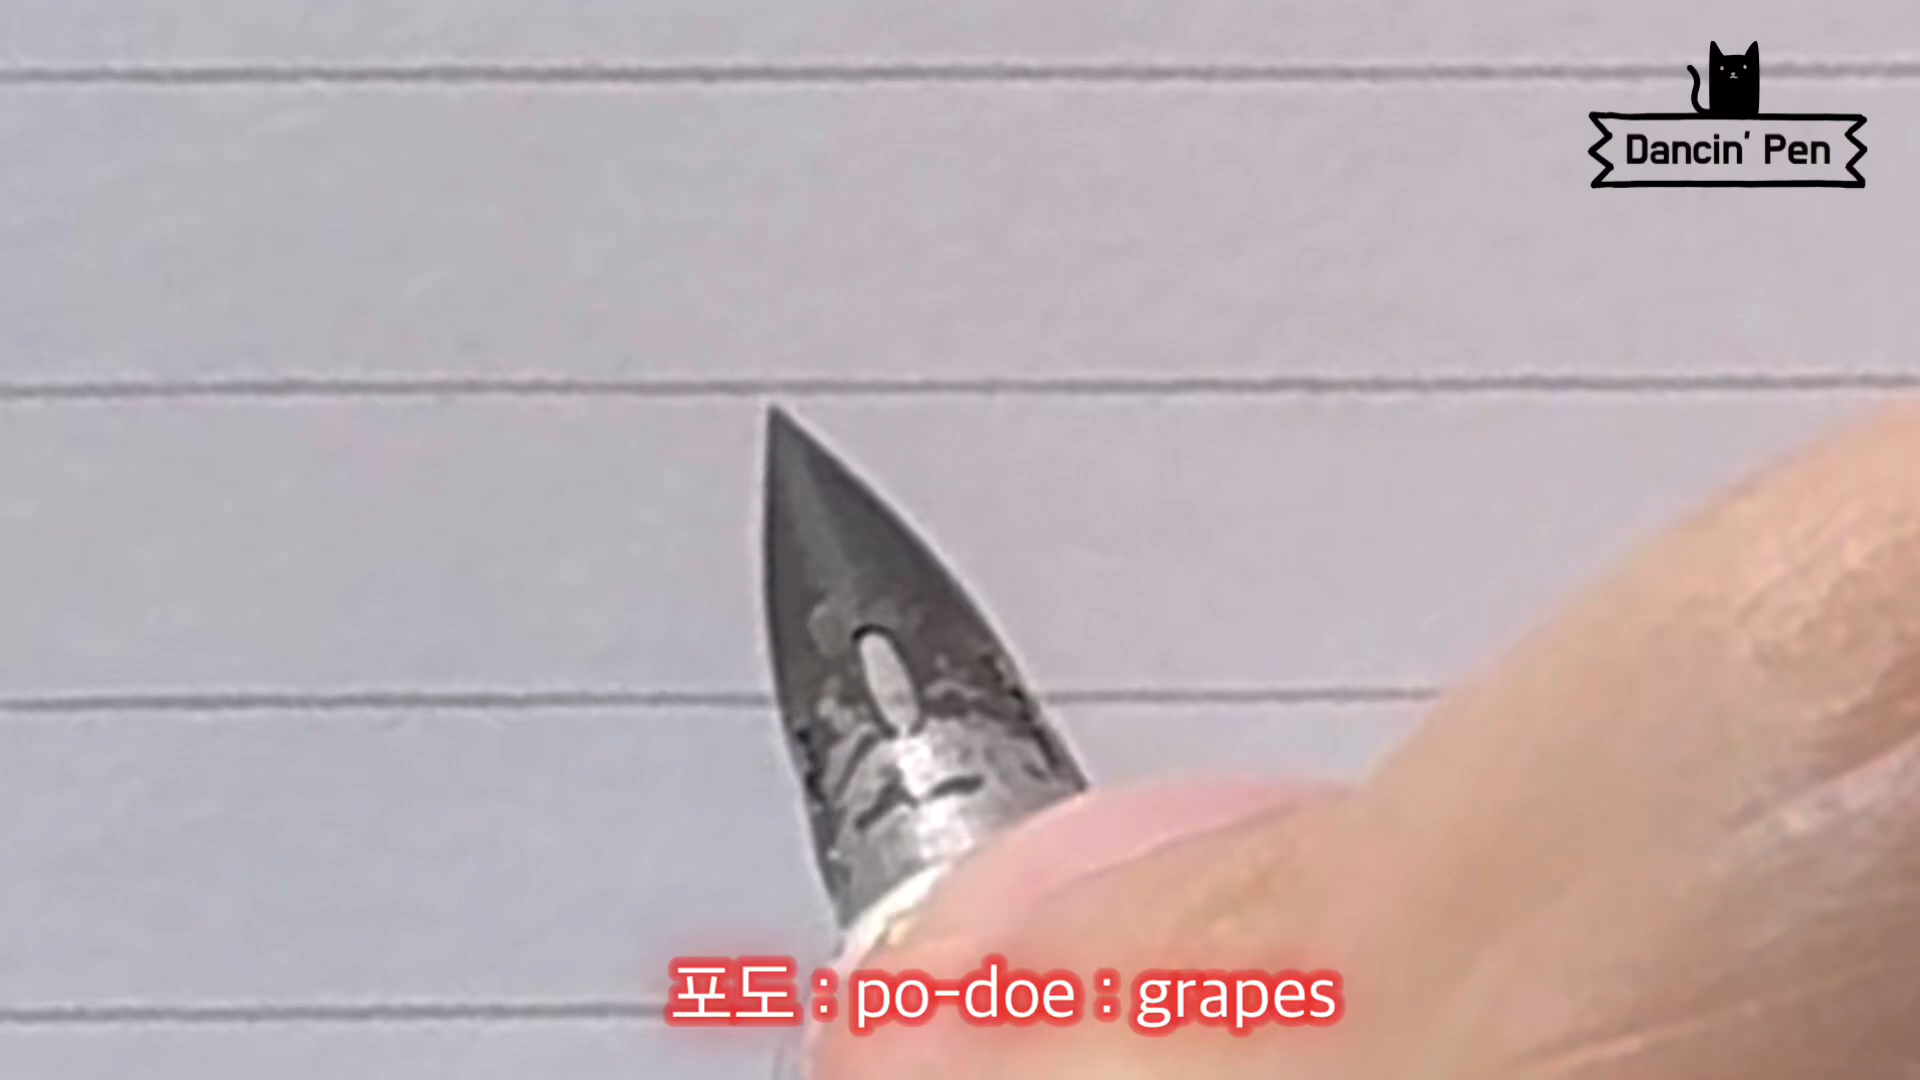 Dancin' Pen
포도 : po-doe : grapes